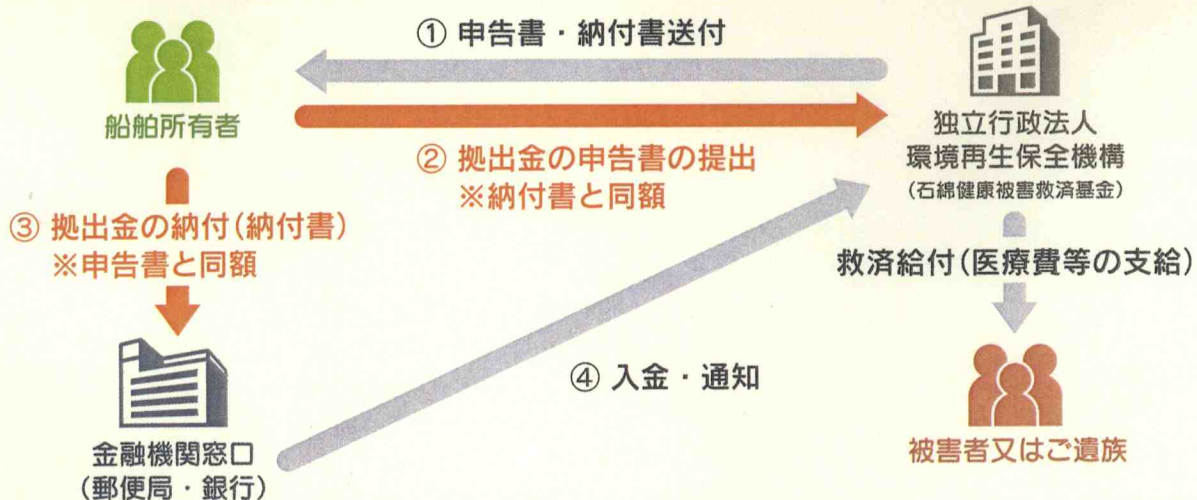 ① 申告書・納付書送付
船舶所有者
独立行政法人
環境再生保全機構
(石綿健康被害救済基金)
② 拠出金の申告書の提出
※納付書と同額
③ 拠出金の納付(納付書)
※申告書と同額
救済給付(医療費等の支給)
④ 入金・通知
金融機関窓口
(郵便局・銀行)
被害者又はご遺族